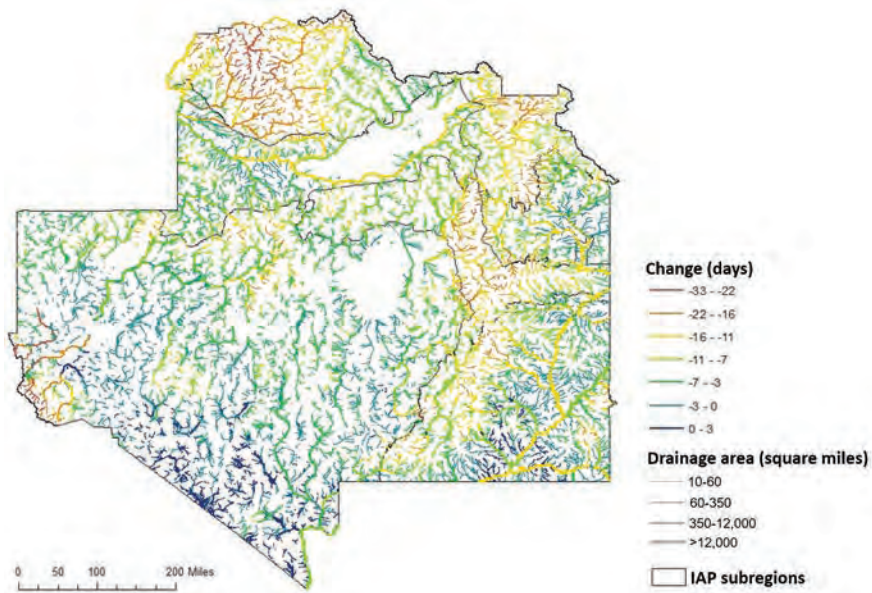 Change (days)
-33 - -22
-22 - -16
-16 - -11
-11 - -7
-7 - -3
-3 - 0
0 - 3
Drainage area (square miles)
10-60
60-350
350-12,000
>12,000
IAP subregions
0 50 100 200 Miles